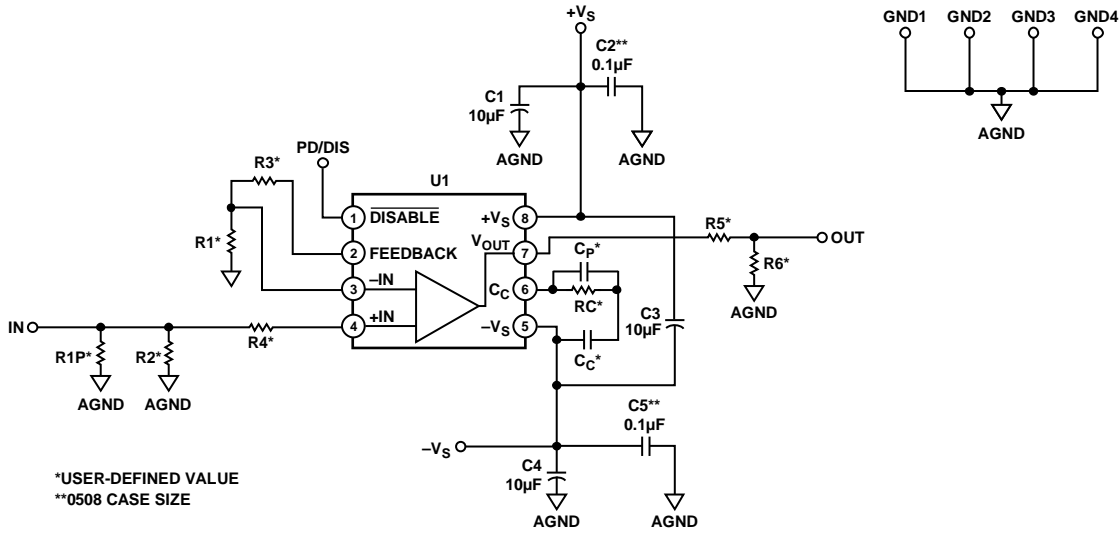 +VS
GND1 GND2 GND3 GND4
C2**
0.1µF
C1
10µF
AGND
AGND
AGND
PD/DIS
R3*
U1
R1*
1 DISABLE
+VS 8
2 FEEDBACK
VOUT 7
3 –IN
CC 6
4 +IN
–VS 5
R5*
OUT
R6*
AGND
CP*
RC*
CC*
C3
10µF
IN
R4*
R1P*
R2*
AGND
AGND
C5**
0.1µF
–VS
C4
10µF
AGND
AGND
*USER-DEFINED VALUE
**0508 CASE SIZE